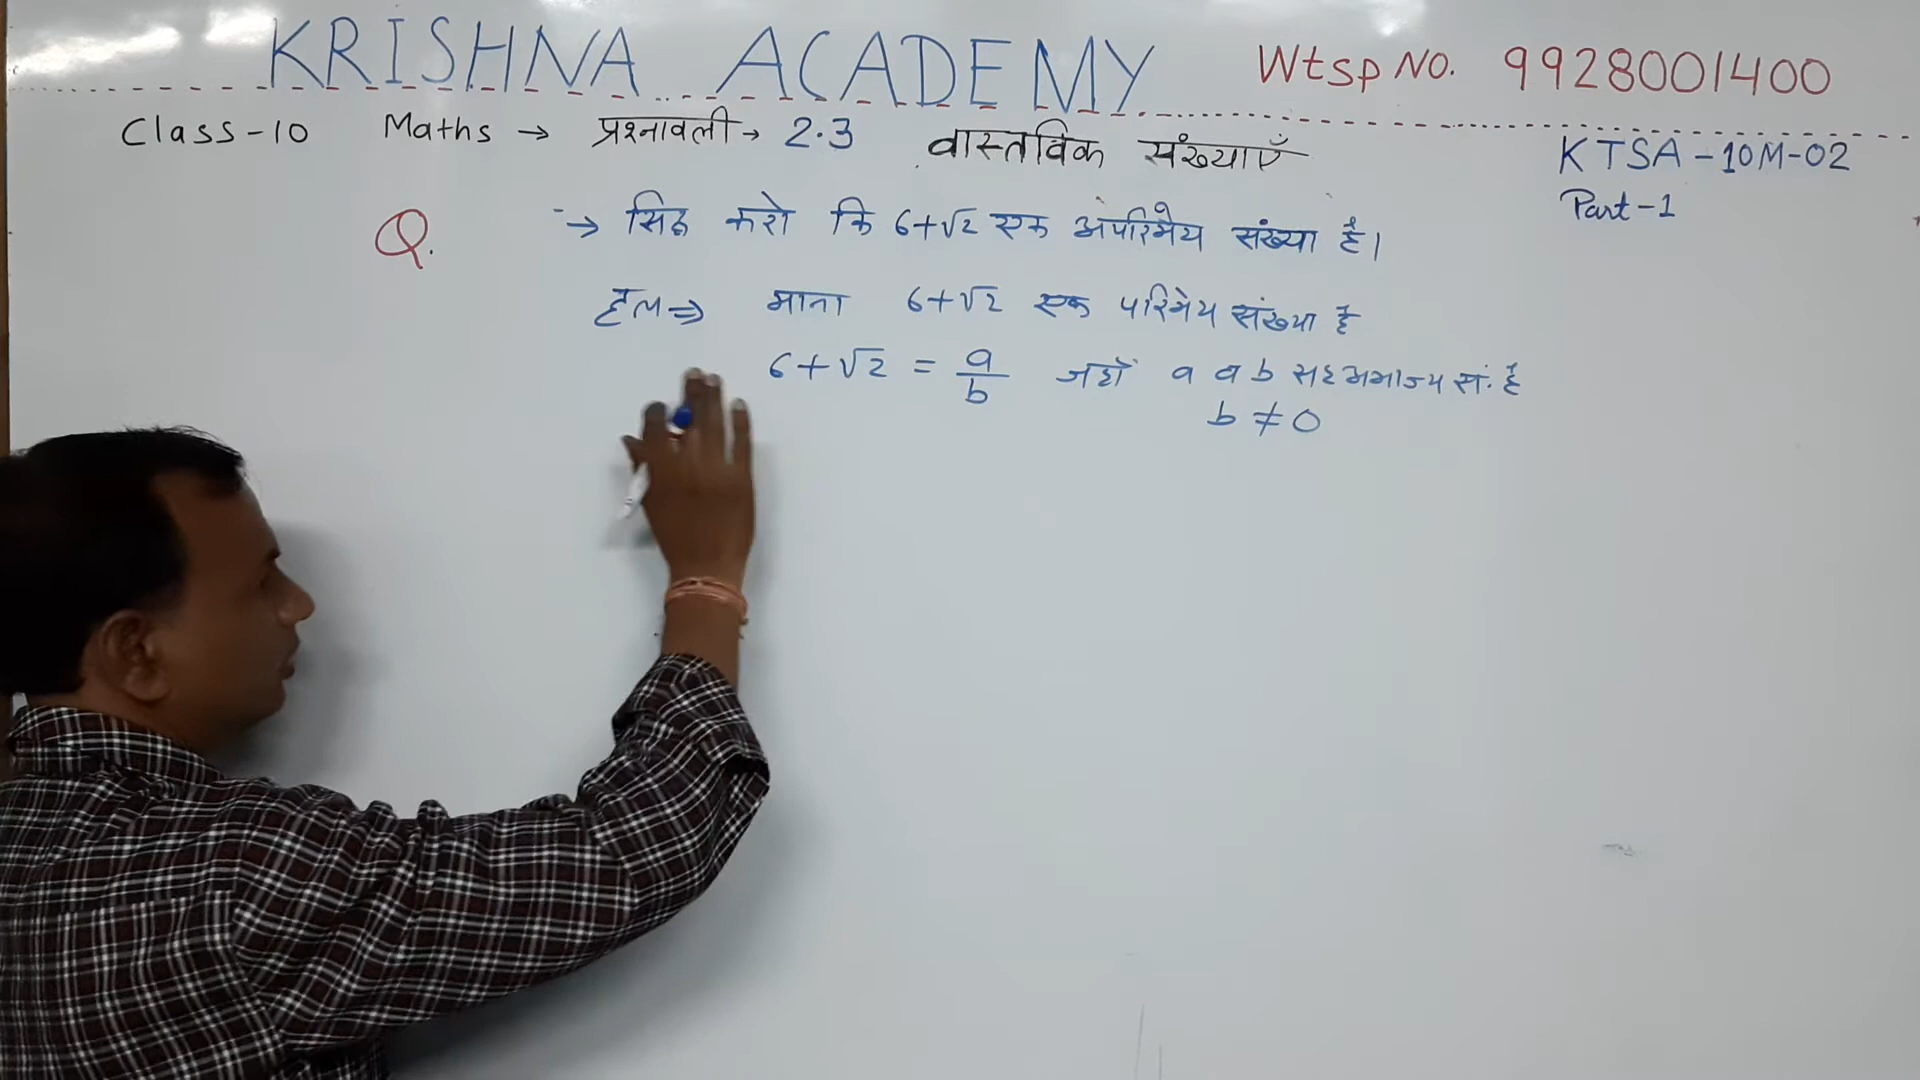 KRISHNA ACADEMY Wtsp NO. 9928001400
Class-10 Maths → प्रश्नावली → 2.3 वास्तविक संख्याएँ KTSA-10M-02
Part-1
Q. → सिद्ध करो कि 6+√2 एक अपरिमेय संख्या है।
हल ⇒ माना 6+√2 एक परिमेय संख्या है
6+√2 = a/b जहाँ a व b सहअभाज्य सं. है
b ≠ 0